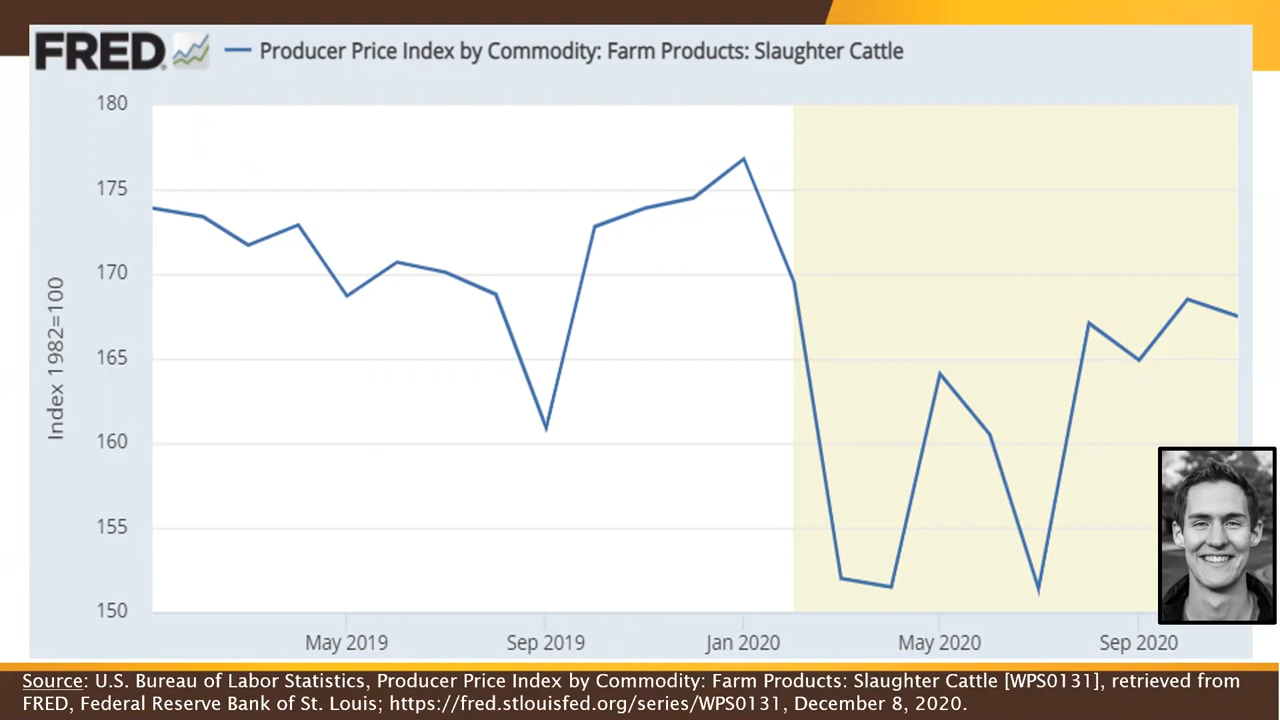 FRED Producer Price Index by Commodity: Farm Products: Slaughter Cattle
180
175
170
165
160
155
150
Index 1982=100
May 2019 Sep 2019 Jan 2020 May 2020 Sep 2020
Source: U.S. Bureau of Labor Statistics, Producer Price Index by Commodity: Farm Products: Slaughter Cattle [WPS0131], retrieved from
FRED, Federal Reserve Bank of St. Louis; https://fred.stlouisfed.org/series/WPS0131, December 8, 2020.